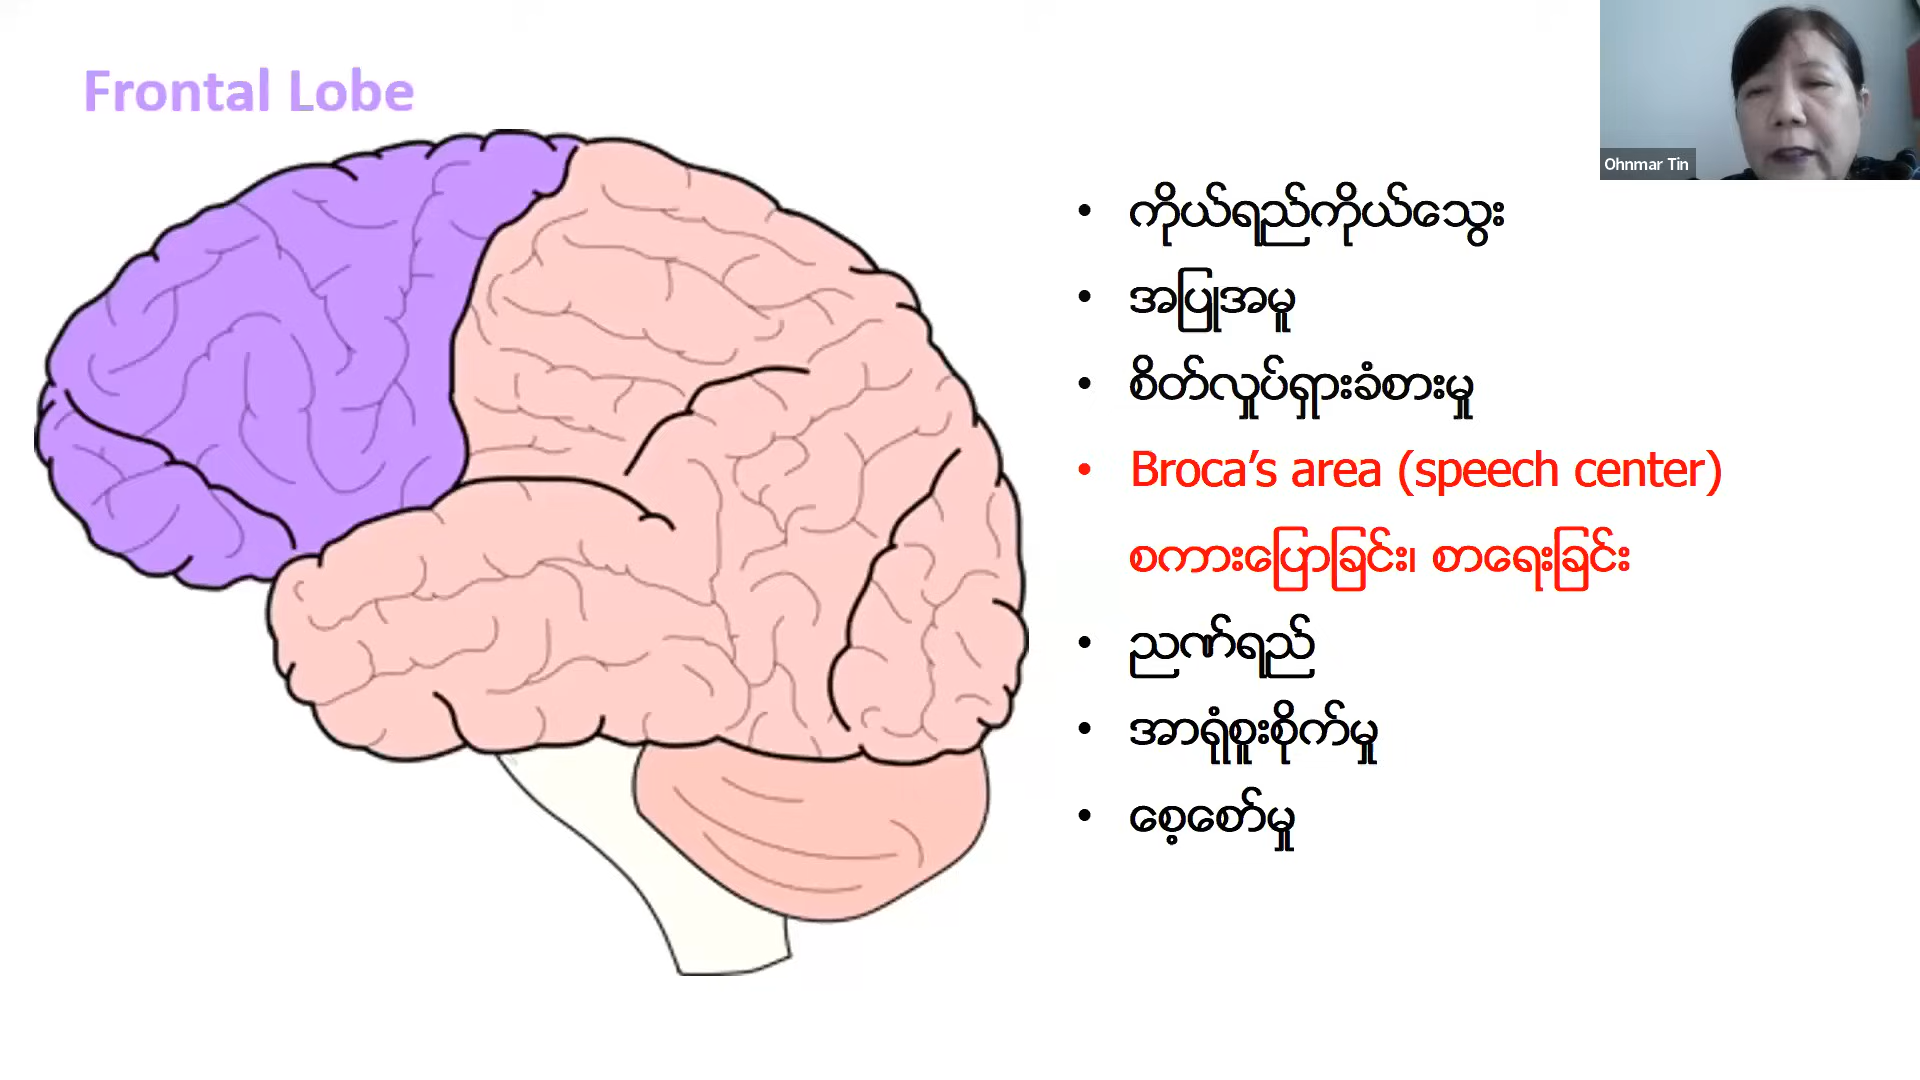 Frontal Lobe
Ohnmar Tin
• ကိုယ်ရည်ကိုယ်သွေး
• အပြုအမူ
• စိတ်လှုပ်ရှားခံစားမှု
• Broca’s area (speech center)
စကားပြောခြင်း၊ စာရေးခြင်း
• ညဏ်ရည်
• အာရုံစူးစိုက်မှု
• စေ့စော်မှု